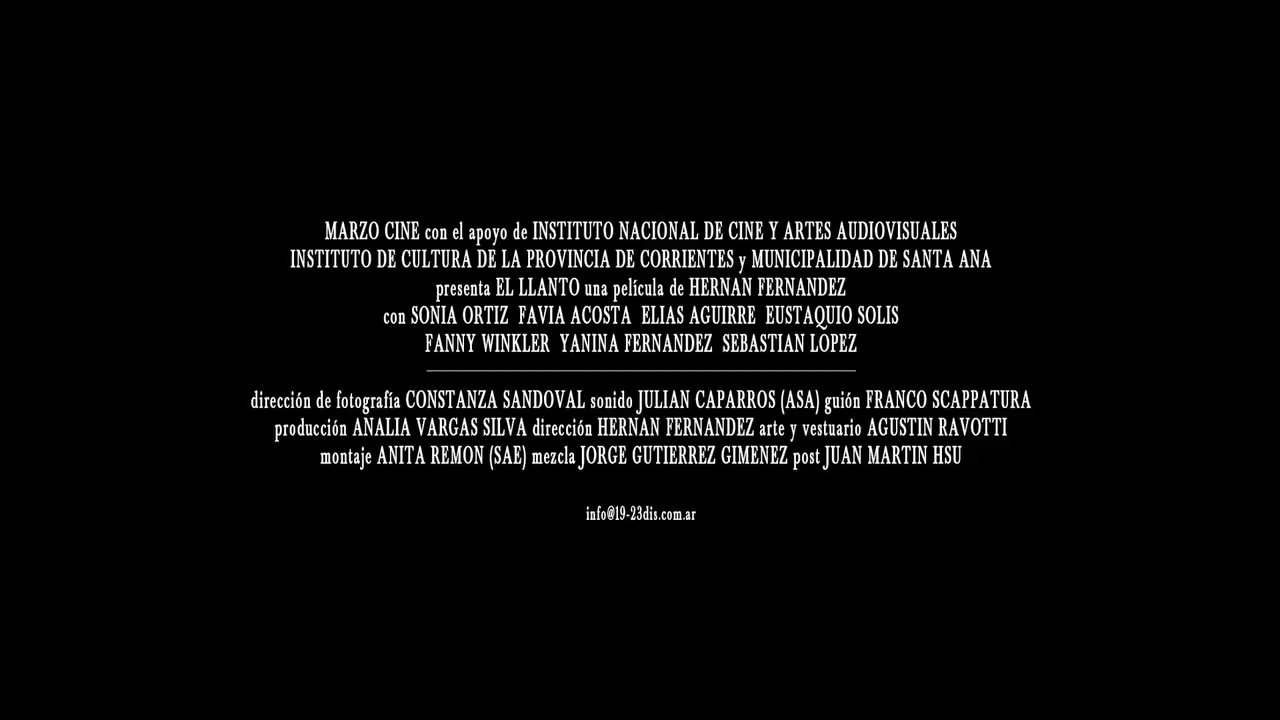 MARZO CINE con el apoyo de INSTITUTO NACIONAL DE CINE Y ARTES AUDIOVISUALES
INSTITUTO DE CULTURA DE LA PROVINCIA DE CORRIENTES y MUNICIPALIDAD DE SANTA ANA
presenta EL LLANTO una película de HERNAN FERNANDEZ
con SONIA ORTIZ FAVIA ACOSTA ELIAS AGUIRRE EUSTAQUIO SOLIS
FANNY WINKLER YANINA FERNANDEZ SEBASTIAN LOPEZ
dirección de fotografía CONSTANZA SANDOVAL sonido JULIAN CAPARROS (ASA) guión FRANCO SCAPPATURA
producción ANALIA VARGAS SILVA dirección HERNAN FERNANDEZ arte y vestuario AGUSTIN RAVOTTI
montaje ANITA REMON (SAE) mezcla JORGE GUTIERREZ GIMENEZ post JUAN MARTIN HSU
info@19-23dis.com.ar